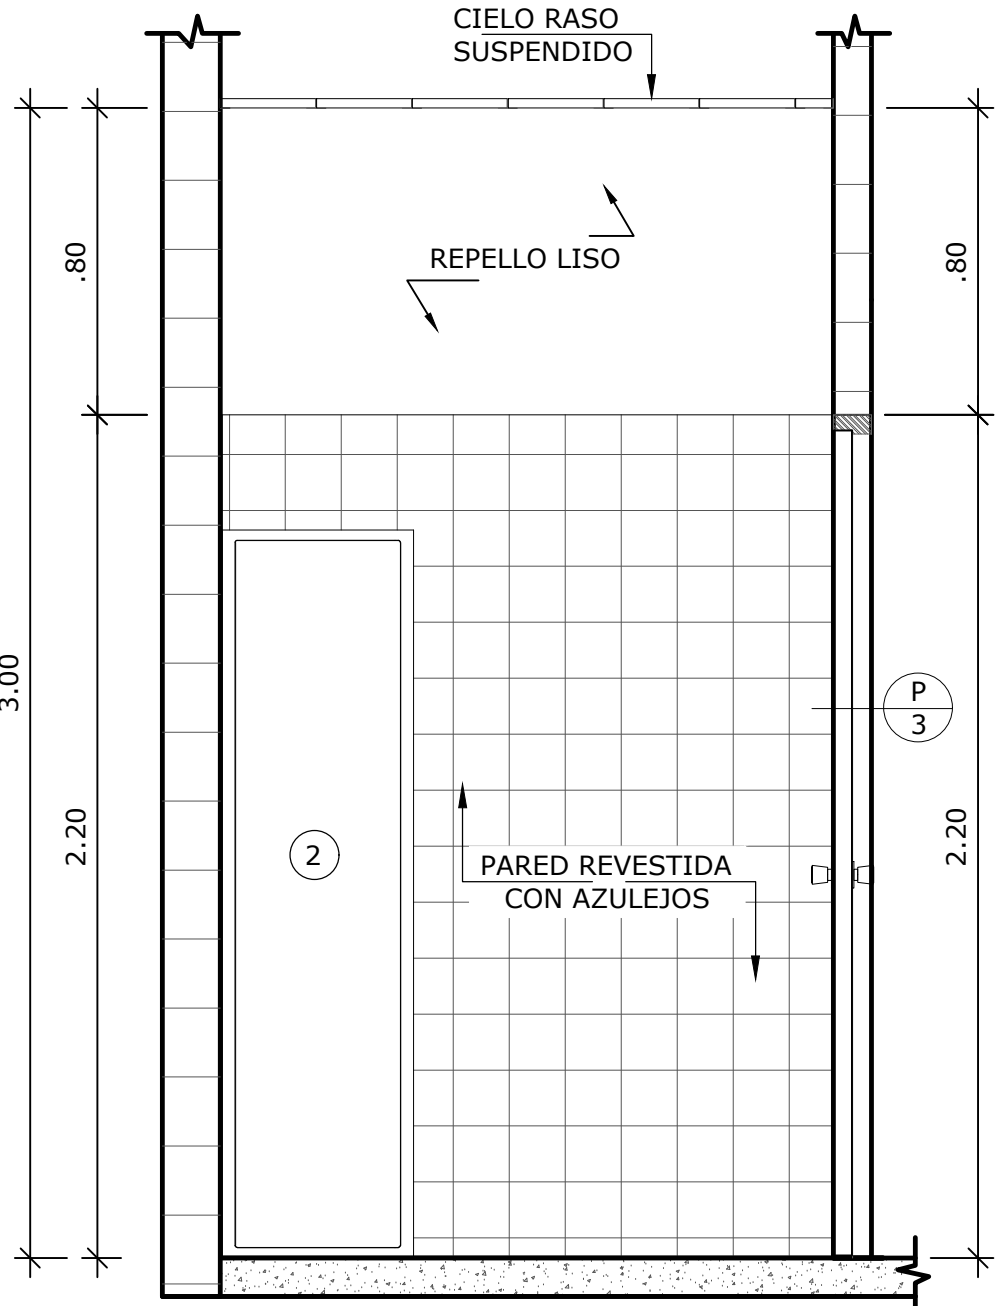 CIELO RASO
SUSPENDIDO
.80
.80
REPELLO LISO
3.00
P
3
2.20
2.20
2
PARED REVESTIDA
CON AZULEJOS